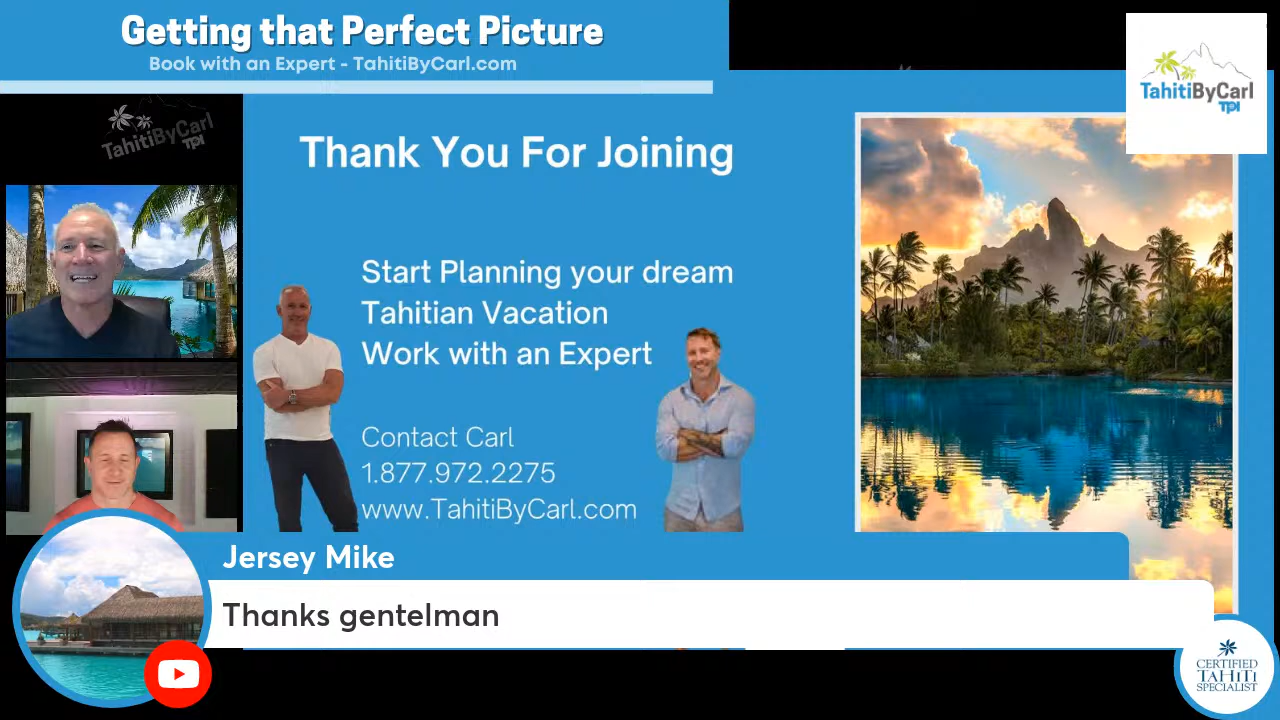 Getting that Perfect Picture
Book with an Expert - TahitiByCarl.com
TahitiByCarl
TPI
TahitiByCarl
TPI
Thank You For Joining
Start Planning your dream
Tahitian Vacation
Work with an Expert
Contact Carl
1.877.972.2275
www.TahitiByCarl.com
Jersey Mike
Thanks gentelman
CERTIFIED
TAHITI
SPECIALIST